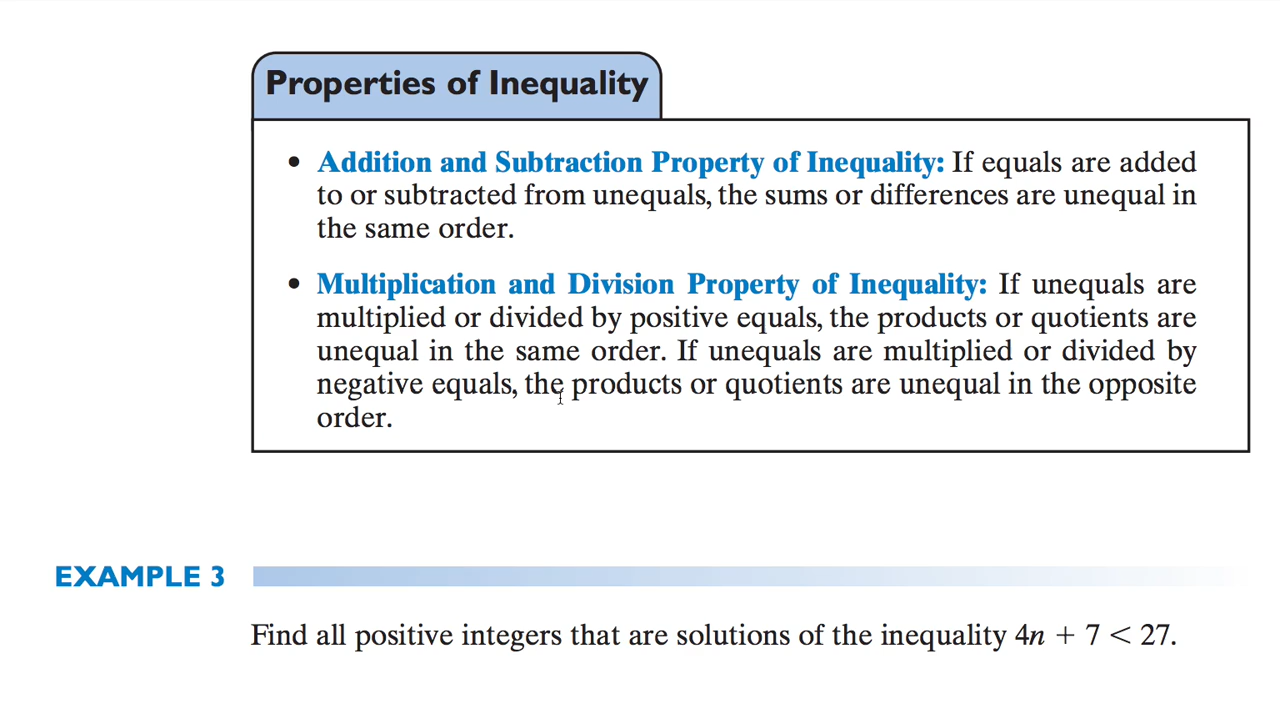 Properties of Inequality
• Addition and Subtraction Property of Inequality: If equals are added
to or subtracted from unequals, the sums or differences are unequal in
the same order.
• Multiplication and Division Property of Inequality: If unequals are
multiplied or divided by positive equals, the products or quotients are
unequal in the same order. If unequals are multiplied or divided by
negative equals, the products or quotients are unequal in the opposite
order.
EXAMPLE 3
Find all positive integers that are solutions of the inequality 4n + 7 < 27.